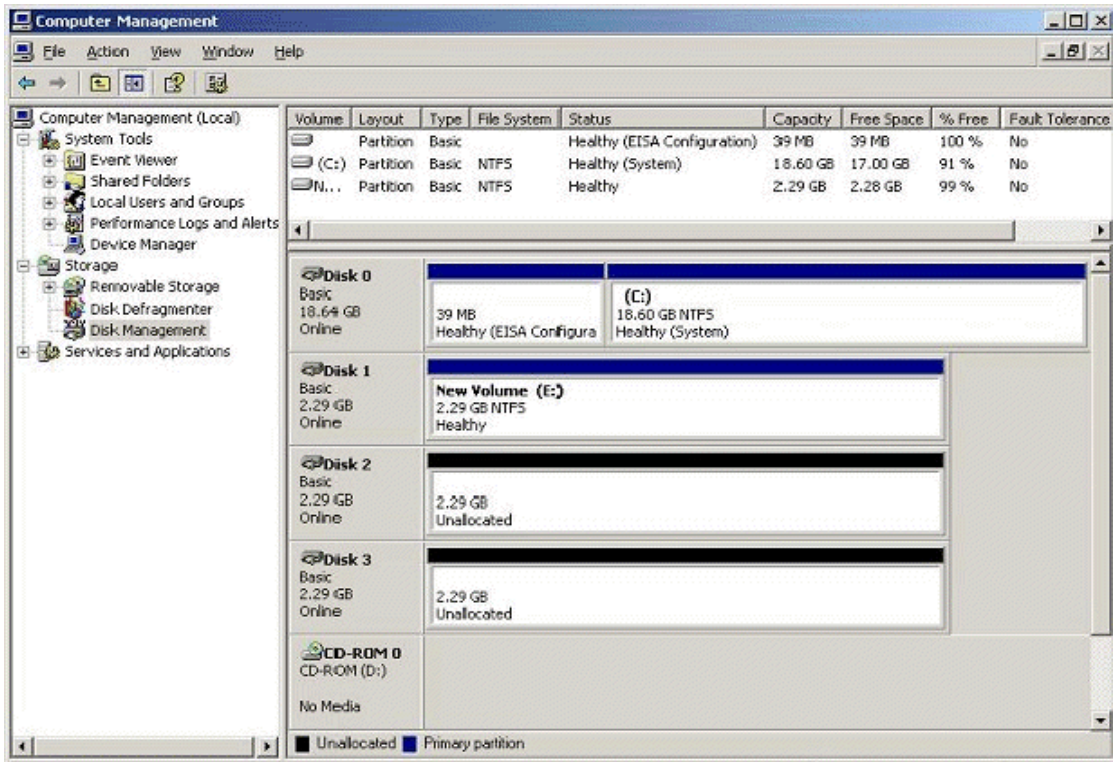 Computer Management
File Action View Window Help
Computer Management (Local)
System Tools
Event Viewer
Shared Folders
Local Users and Groups
Performance Logs and Alerts
Device Manager
Storage
Removable Storage
Disk Defragmenter
Disk Management
Services and Applications
Volume Layout Type File System Status Capacity Free Space % Free Fault Tolerance
Partition Basic Healthy (EISA Configuration) 39 MB 39 MB 100 % No
(C:) Partition Basic NTFS Healthy (System) 18.60 GB 17.00 GB 91 % No
N... Partition Basic NTFS Healthy 2.29 GB 2.28 GB 99 % No
Disk 0
Basic
18.64 GB
Online
39 MB
Healthy (EISA Configura
(C:)
18.60 GB NTFS
Healthy (System)
Disk 1
Basic
2.29 GB
Online
New Volume (E:)
2.29 GB NTFS
Healthy
Disk 2
Basic
2.29 GB
Online
2.29 GB
Unallocated
Disk 3
Basic
2.29 GB
Online
2.29 GB
Unallocated
CD-ROM 0
CD-ROM (D:)
No Media
Unallocated Primary partition